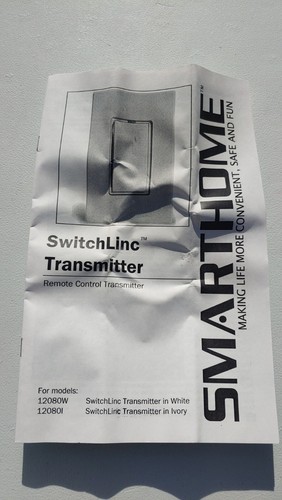 SwitchLinc™
Transmitter
Remote Control Transmitter
For models:
12080W SwitchLinc Transmitter in White
12080I SwitchLinc Transmitter in Ivory
SMARTHOME™
MAKING LIFE MORE CONVENIENT, SAFE AND FUN